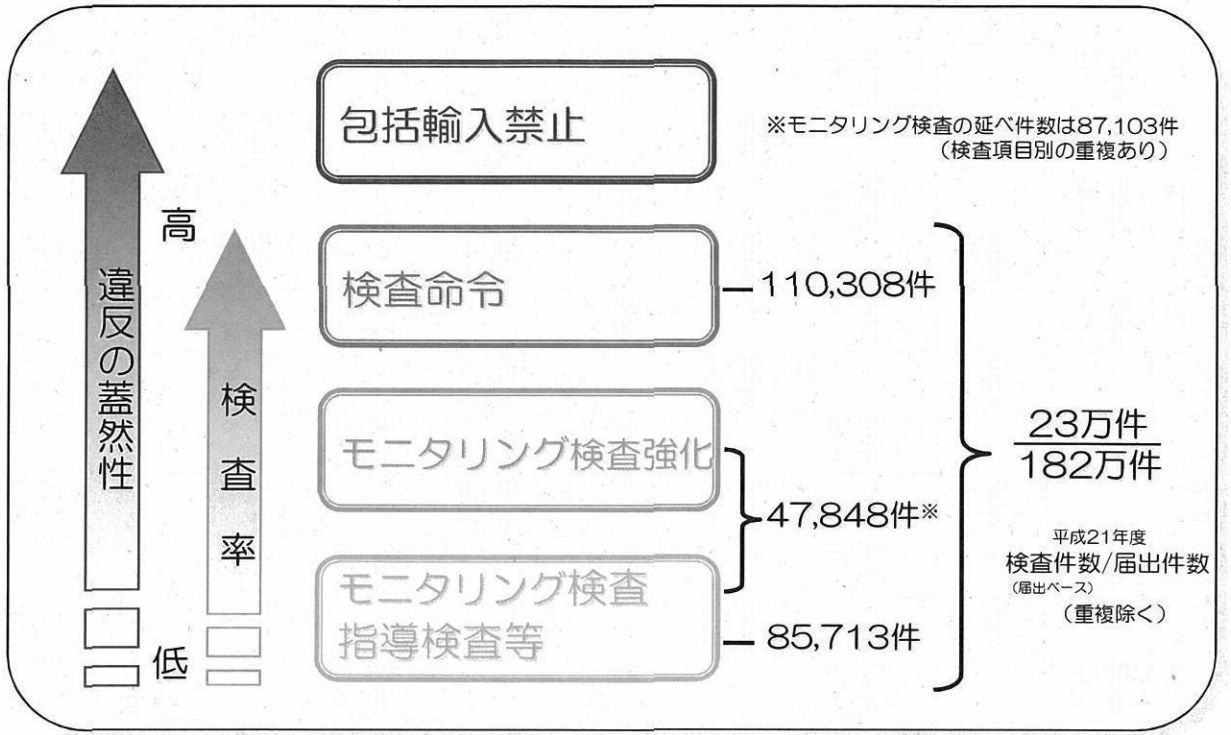 包括輸入禁止
※モニタリング検査の延べ件数は87,103件
(検査項目別の重複あり)
高
違反の蓋然性
検査率
低
検査命令
110,308件
モニタリング検査強化
47,848件※
モニタリング検査
指導検査等
85,713件
23万件
182万件
平成21年度
検査件数/届出件数
(届出ベース)
(重複除く)